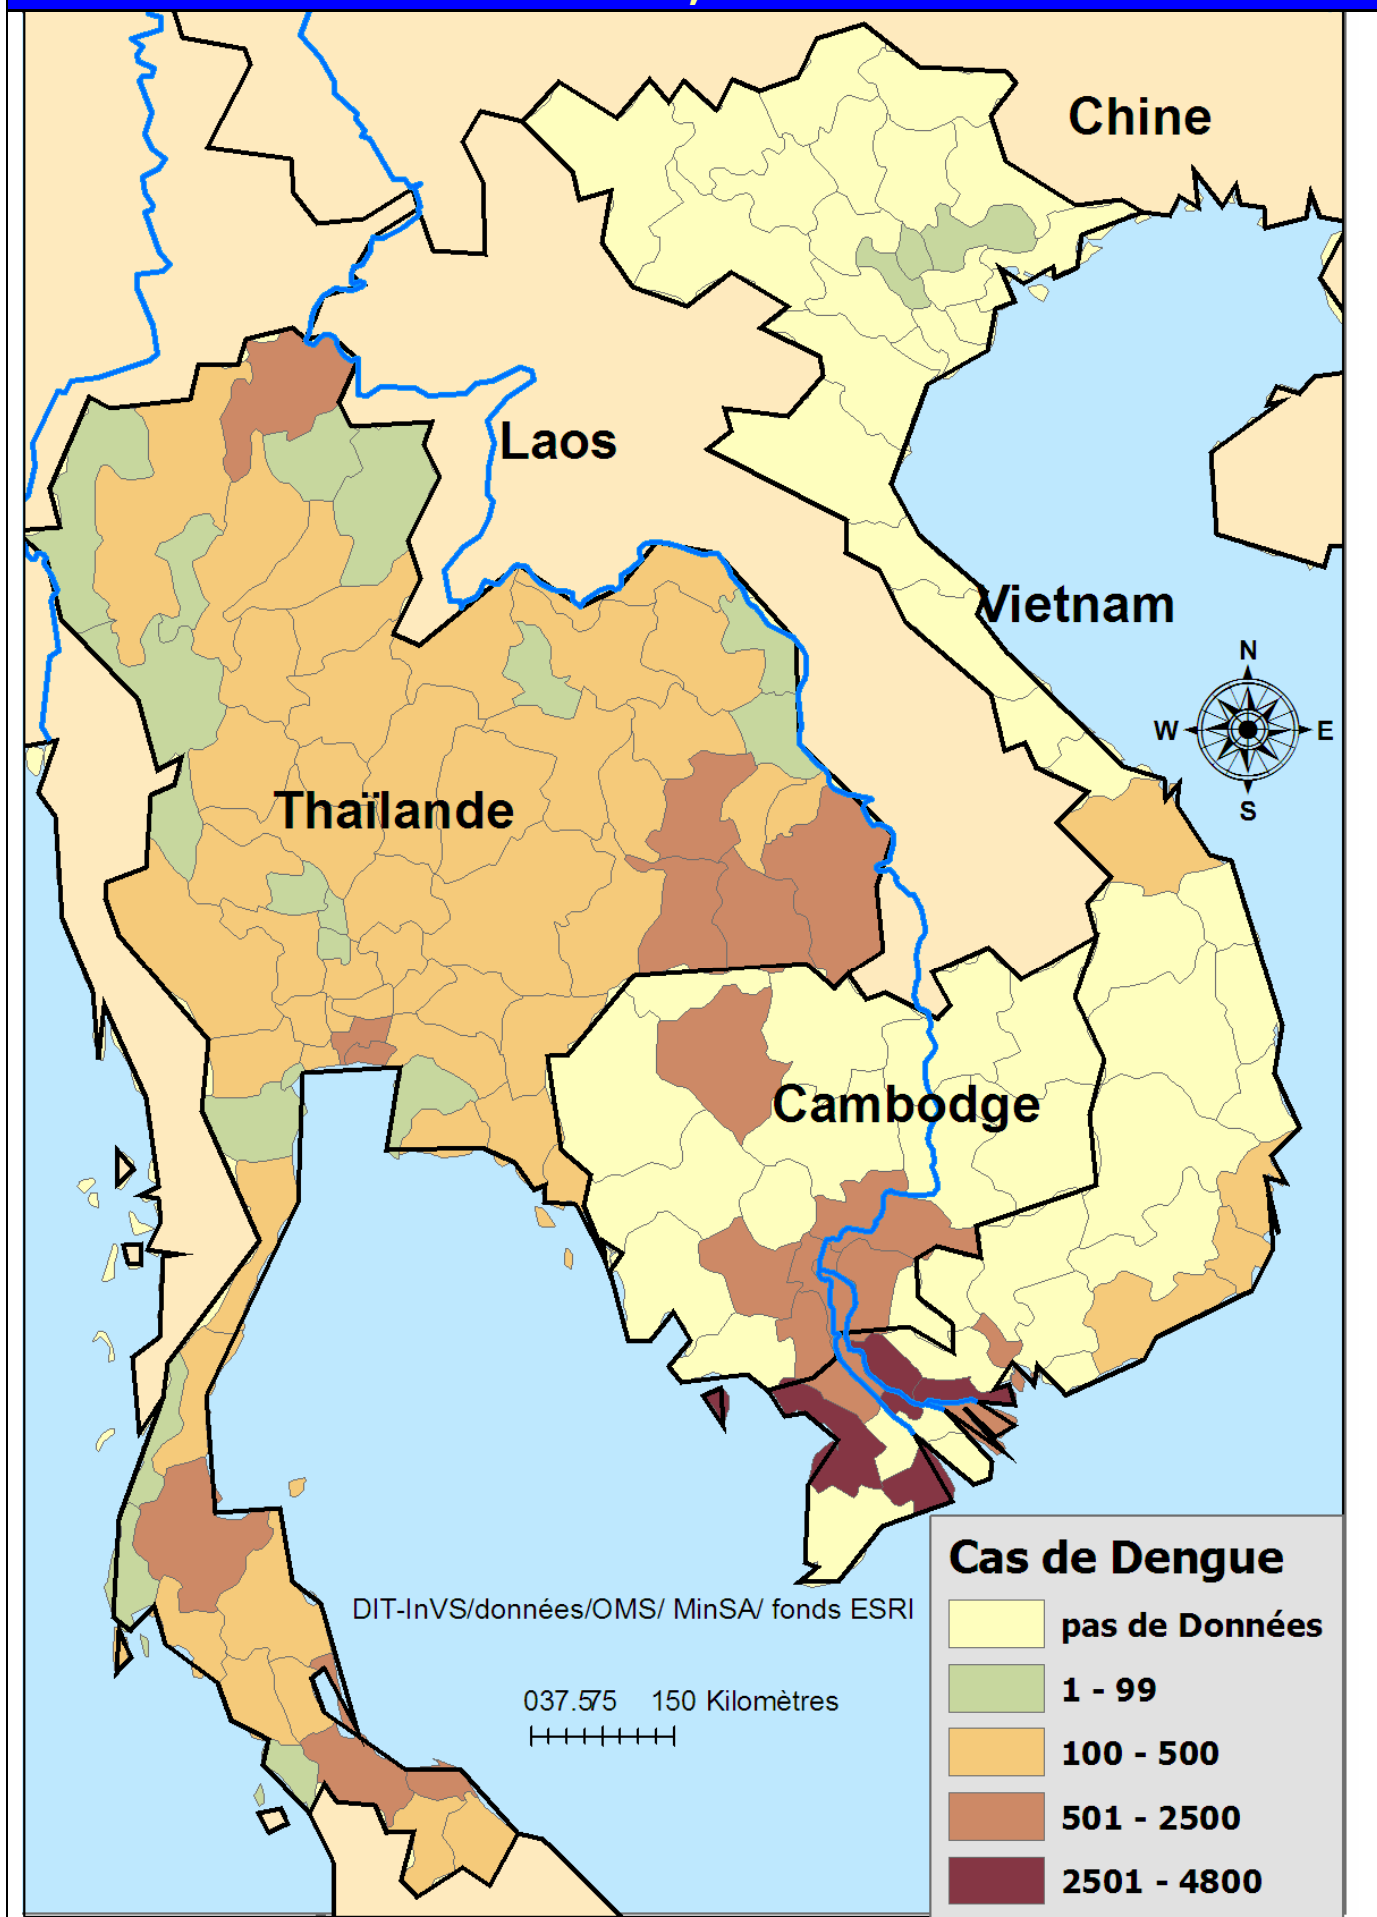 Chine
Laos
Vietnam
N
W
E
S
Thaïlande
Cambodge
DIT-InVS/données/OMS/ MinSA/ fonds ESRI
037.575 150 Kilomètres
Cas de Dengue
pas de Données
1 - 99
100 - 500
501 - 2500
2501 - 4800